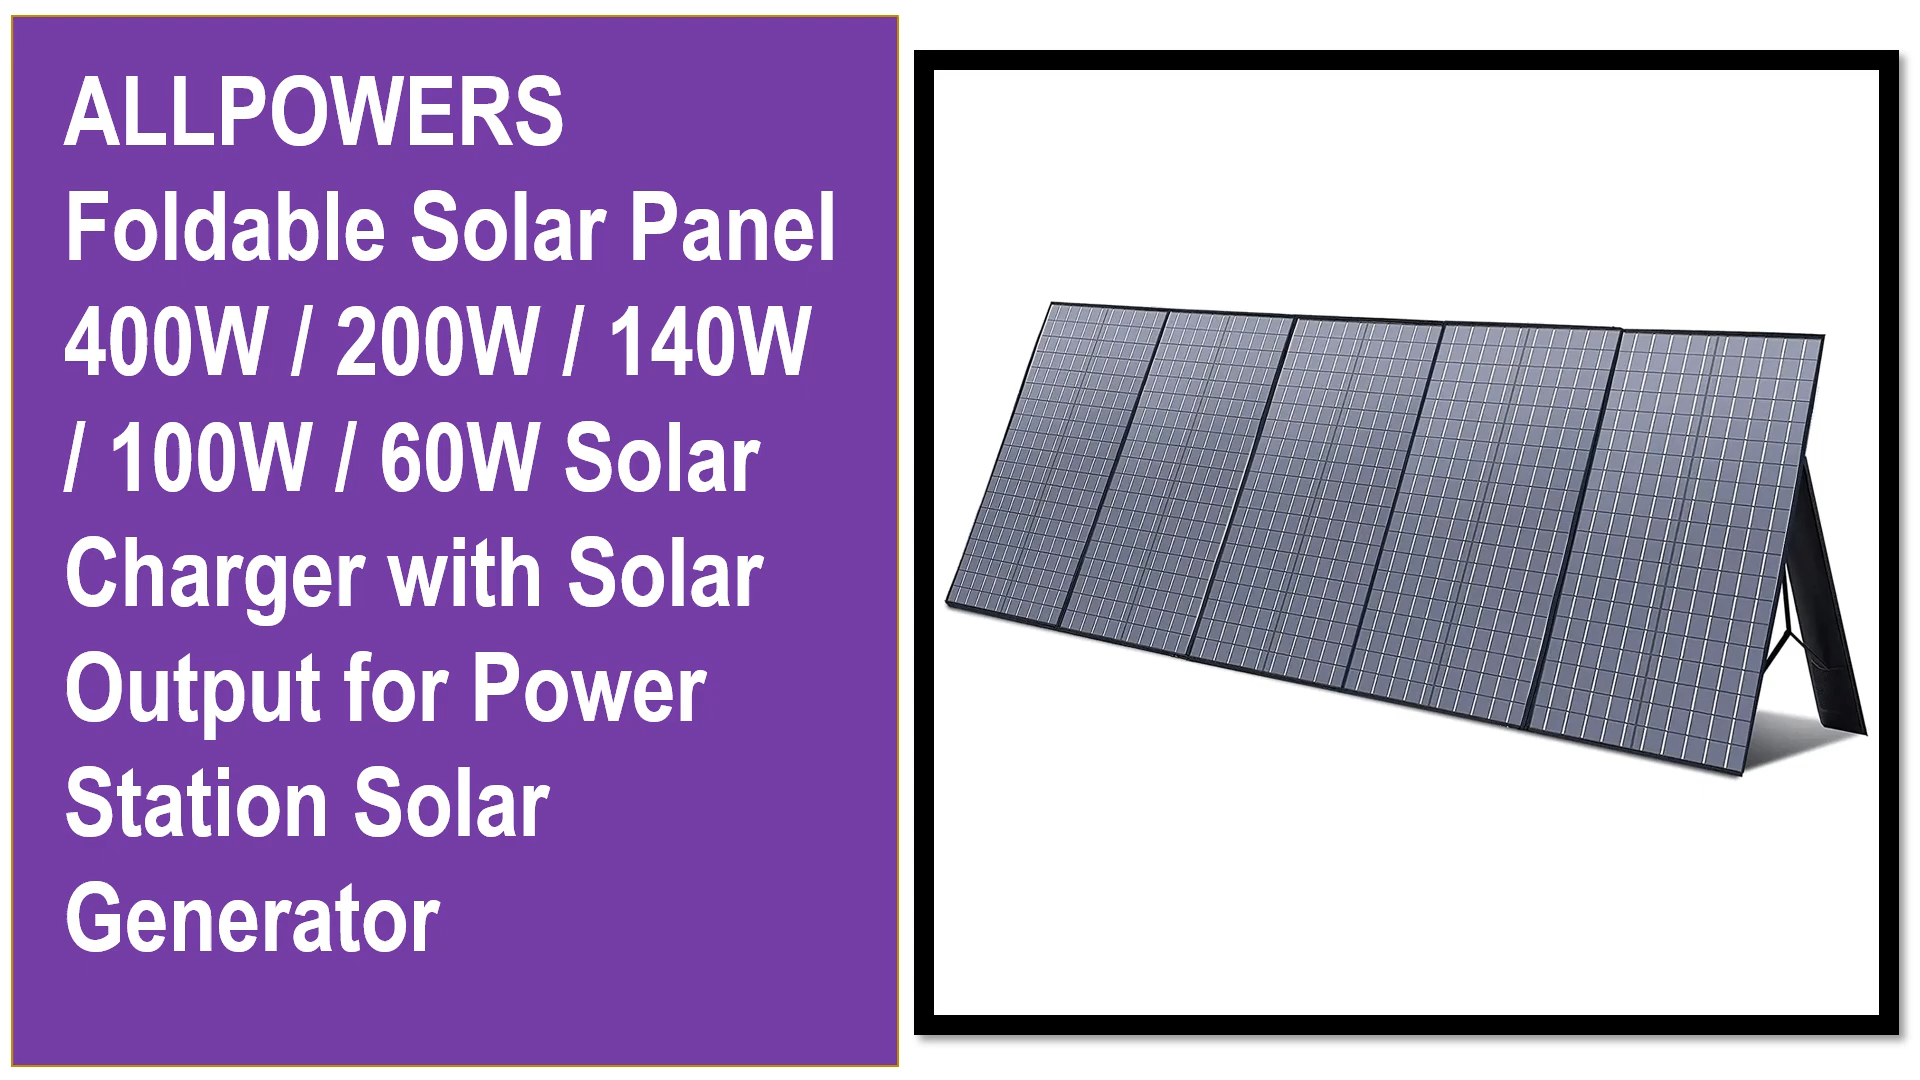 ALLPOWERS
Foldable Solar Panel
400W / 200W / 140W
/ 100W / 60W Solar
Charger with Solar
Output for Power
Station Solar
Generator